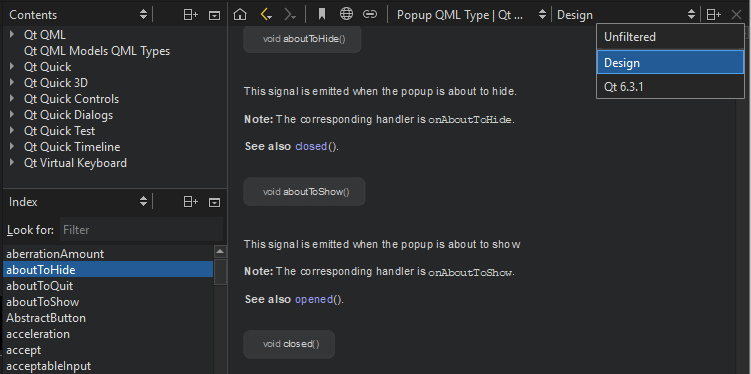 Contents
Qt QML
Qt QML Models QML Types
Qt Quick
Qt Quick 3D
Qt Quick Controls
Qt Quick Dialogs
Qt Quick Test
Qt Quick Timeline
Qt Virtual Keyboard
Index
Look for: Filter
aberrationAmount
aboutToHide
aboutToQuit
aboutToShow
AbstractButton
acceleration
accept
acceptableInput
Popup QML Type | Qt ...
Design
Unfiltered
Design
Qt 6.3.1
void aboutToHide()
This signal is emitted when the popup is about to hide.
Note: The corresponding handler is onAboutToHide.
See also closed().
void aboutToShow()
This signal is emitted when the popup is about to show
Note: The corresponding handler is onAboutToShow.
See also opened().
void closed()